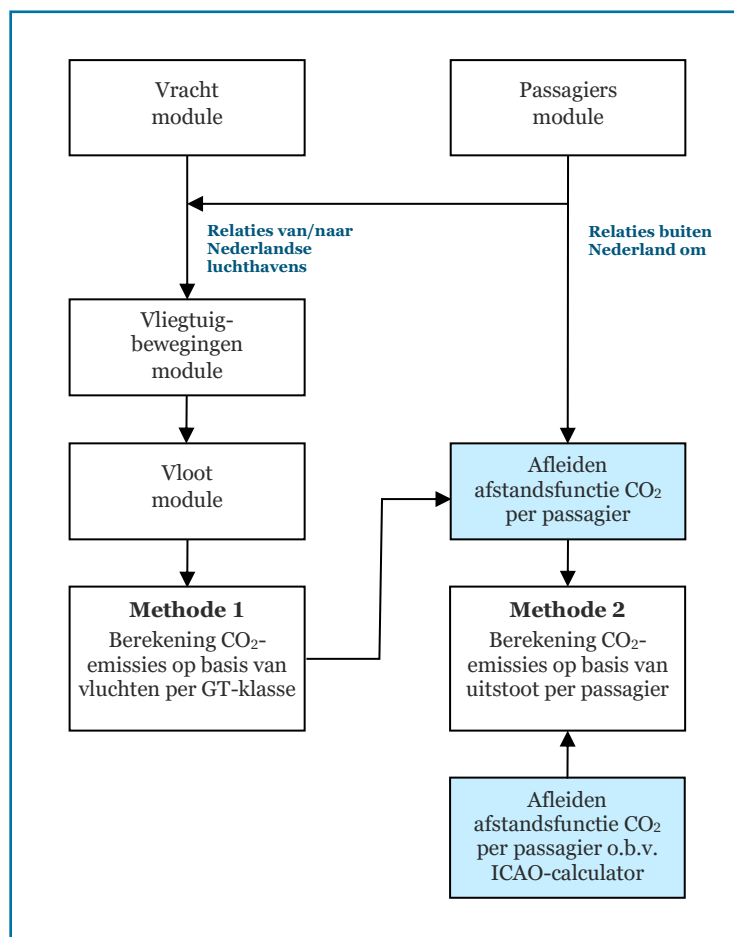 Vracht
module
Passagiers
module
Relaties van/naar
Nederlandse
luchthavens
Relaties buiten
Nederland om
Vliegtuig-
bewegingen
module
Vloot
module
Afleiden
afstandsfunctie CO₂
per passagier
Methode 1
Berekening CO₂-
emissies op basis van
vluchten per GT-klasse
Methode 2
Berekening CO₂-
emissies op basis van
uitstoot per passagier
Afleiden
afstandsfunctie CO₂
per passagier o.b.v.
ICAO-calculator